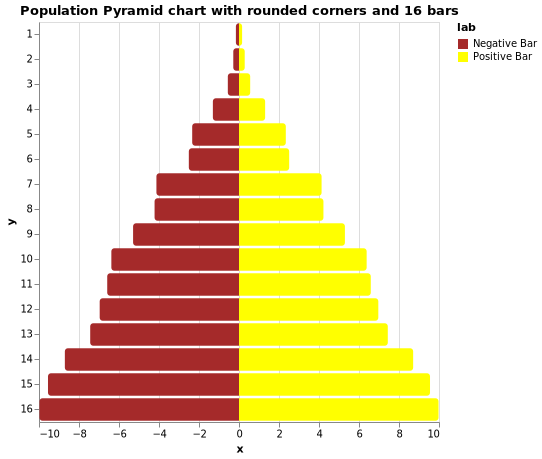 Population Pyramid chart with rounded corners and 16 bars
lab
Negative Bar
Positive Bar
y
1
2
3
4
5
6
7
8
9
10
11
12
13
14
15
16
−10 −8 −6 −4 −2 0 2 4 6 8 10
x